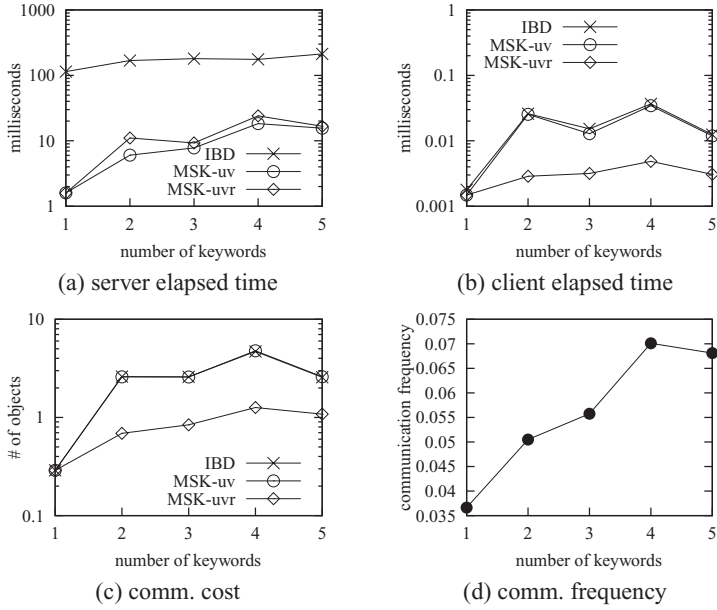 1000
100
10
1
milliseconds
IBD
MSK-uv
MSK-uvr
1 2 3 4 5
number of keywords
(a) server elapsed time
1
0.1
0.01
0.001
milliseconds
IBD
MSK-uv
MSK-uvr
1 2 3 4 5
number of keywords
(b) client elapsed time
10
1
0.1
# of objects
IBD
MSK-uv
MSK-uvr
1 2 3 4 5
number of keywords
(c) comm. cost
0.075
0.07
0.065
0.06
0.055
0.05
0.045
0.04
0.035
communication frequency
1 2 3 4 5
number of keywords
(d) comm. frequency